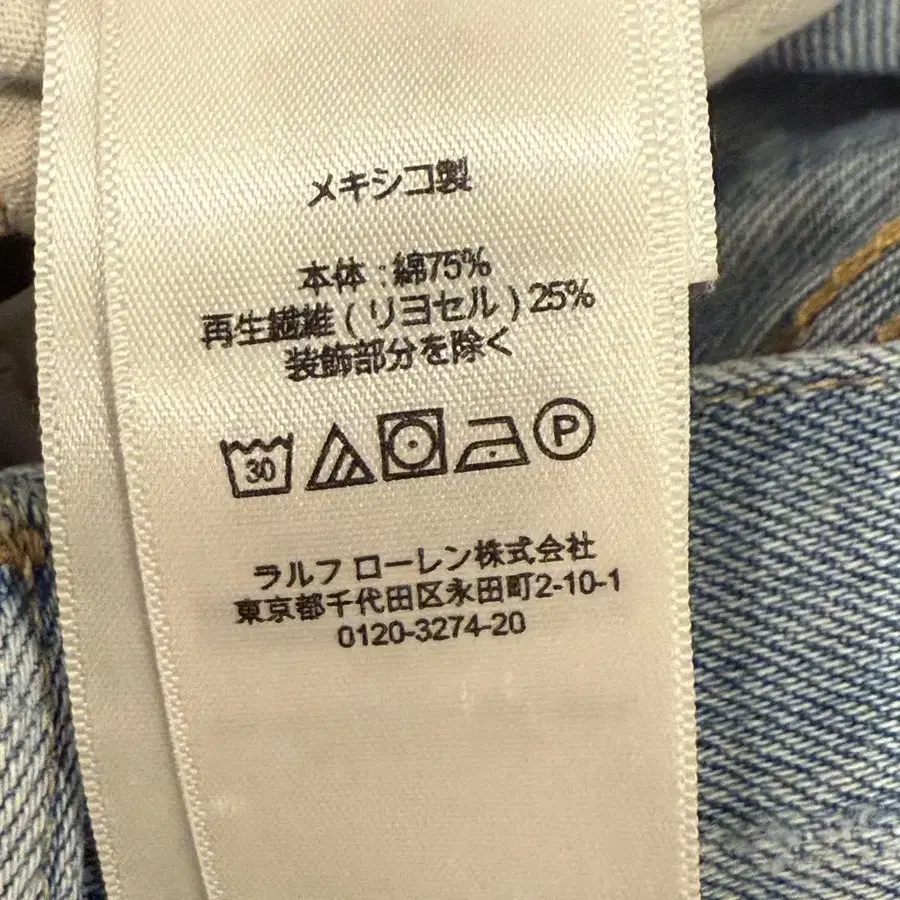 メキシコ製
本体:綿75%
再生繊維(リヨセル)25%
装飾部分を除く
30 P
ラルフ ローレン株式会社
東京都千代田区永田町2-10-1
0120-3274-20